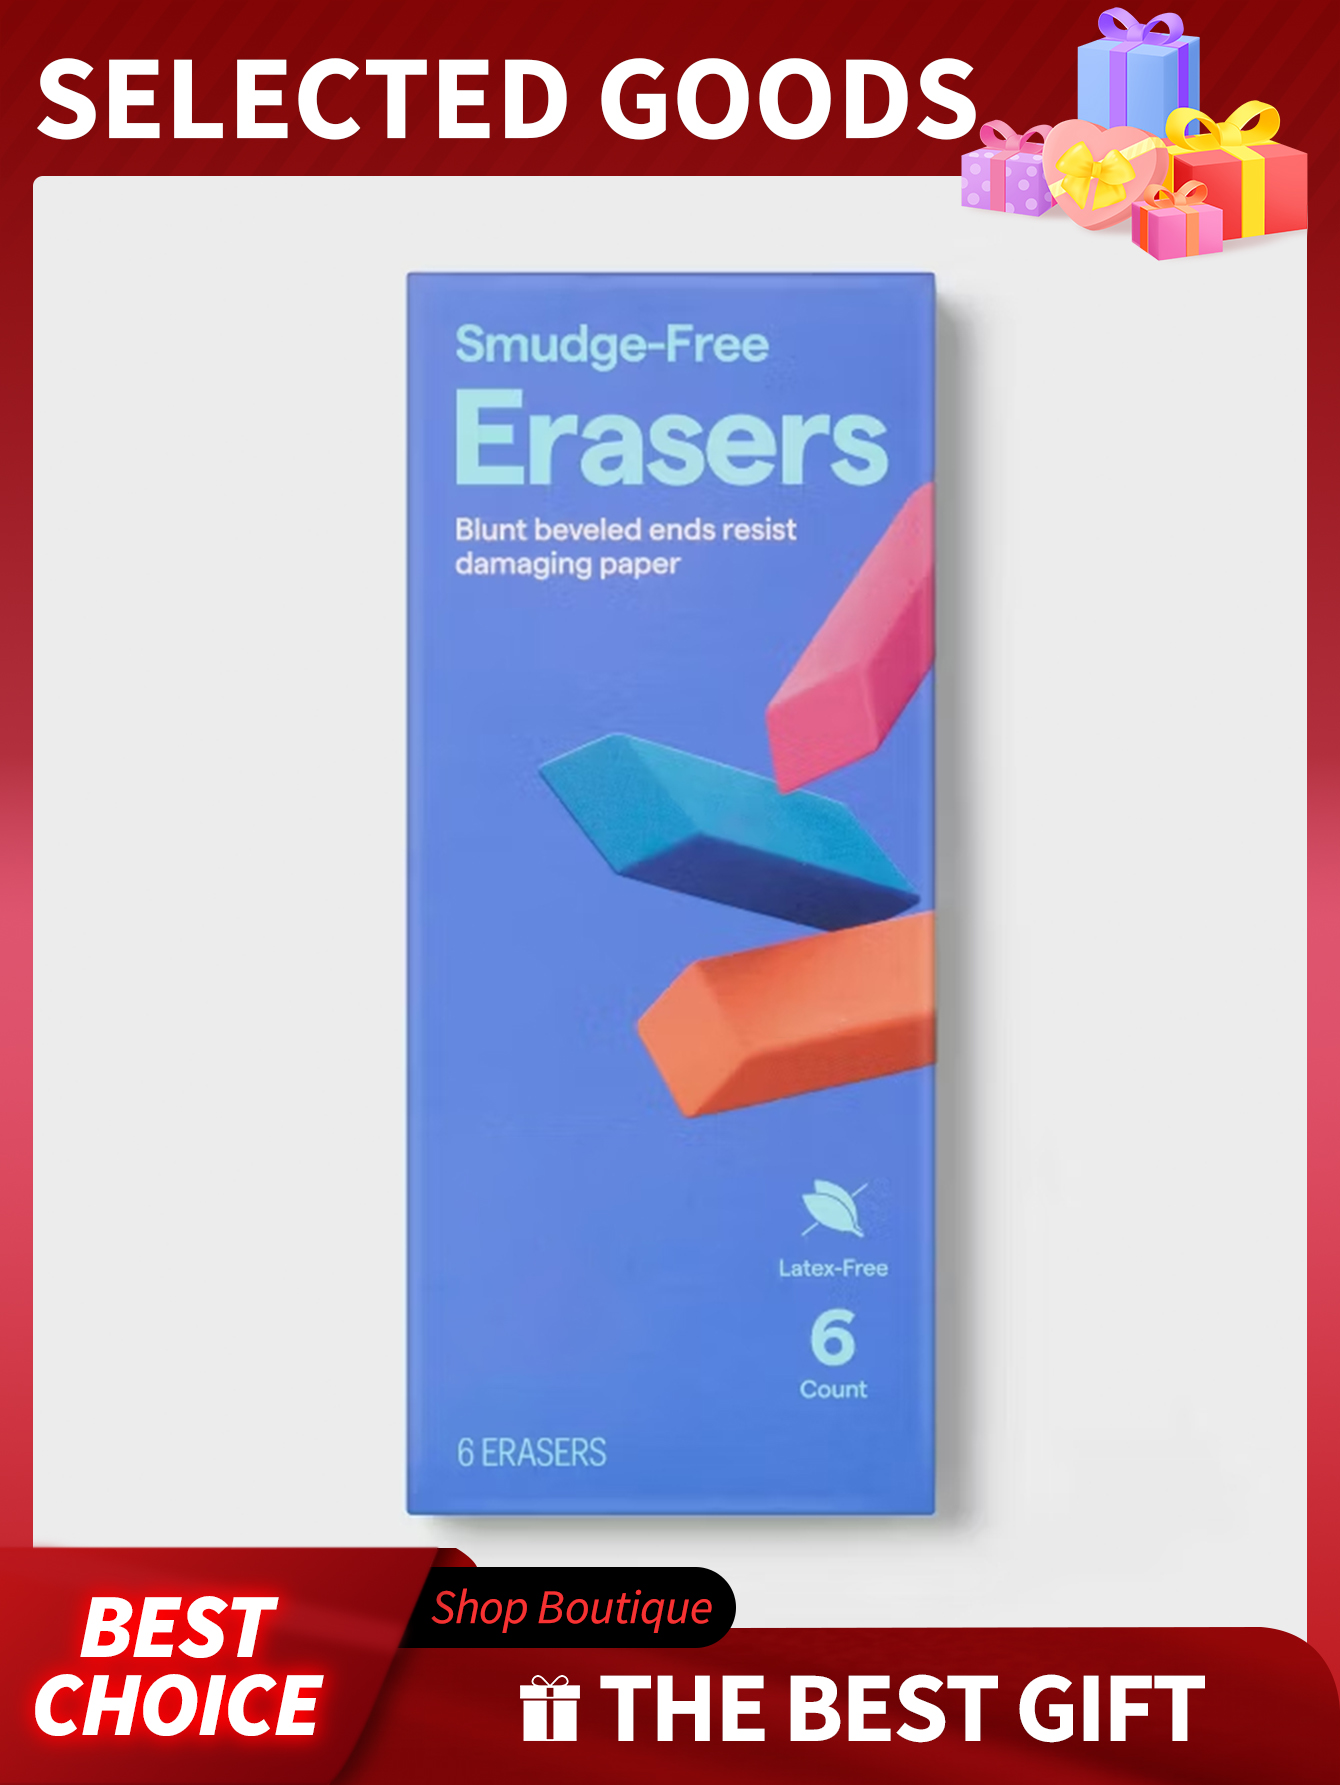 SELECTED GOODS
Smudge-Free
Erasers
Blunt beveled ends resist
damaging paper
Latex-Free
6
Count
6 ERASERS
BEST
CHOICE
Shop Boutique
THE BEST GIFT